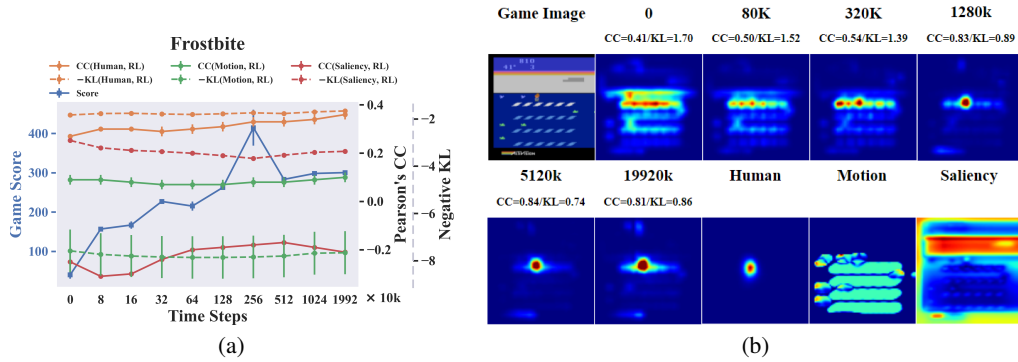 Frostbite
CC(Human, RL) CC(Motion, RL) CC(Saliency, RL)
−KL(Human, RL) −KL(Motion, RL) −KL(Saliency, RL)
Score
Game Score
400
300
200
100
0.4
0.2
0.0
−0.2
Pearson's CC
−2
−4
−6
−8
Negative KL
0 8 16 32 64 128 256 512 1024 1992 × 10k
Time Steps
(a)
Game Image 0 80K 320K 1280k
CC=0.41/KL=1.70 CC=0.50/KL=1.52 CC=0.54/KL=1.39 CC=0.83/KL=0.89
810
5120k 19920k Human Motion Saliency
CC=0.84/KL=0.74 CC=0.81/KL=0.86
(b)